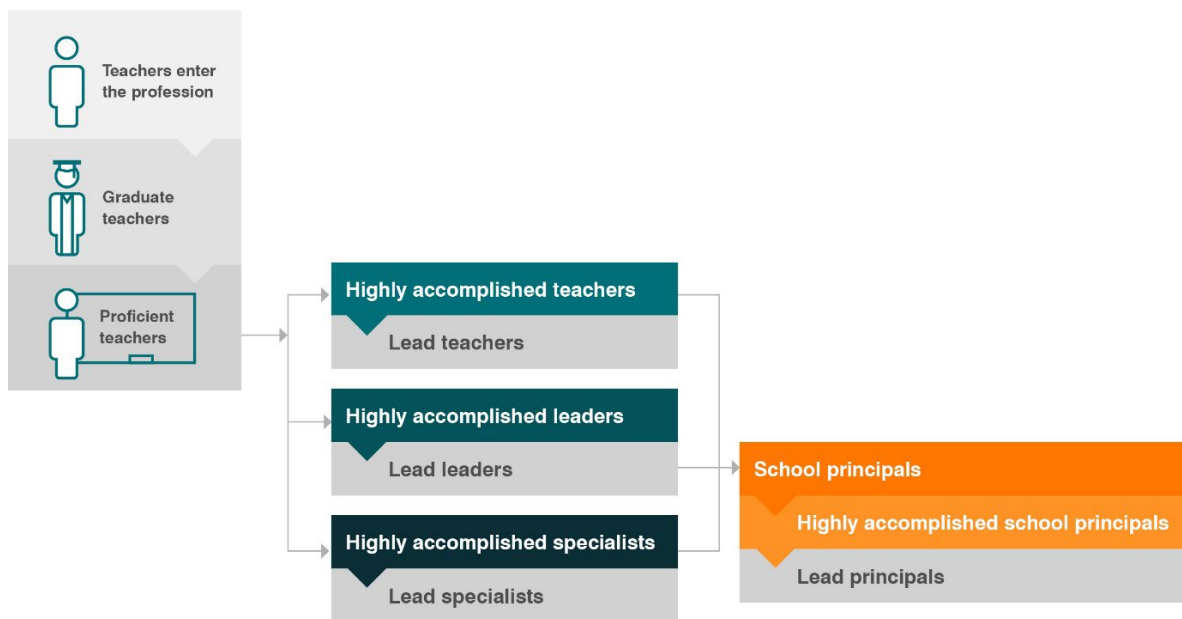 Teachers enter
the profession
Graduate
teachers
Proficient
teachers
Highly accomplished teachers
Lead teachers
Highly accomplished leaders
Lead leaders
Highly accomplished specialists
Lead specialists
School principals
Highly accomplished school principals
Lead principals